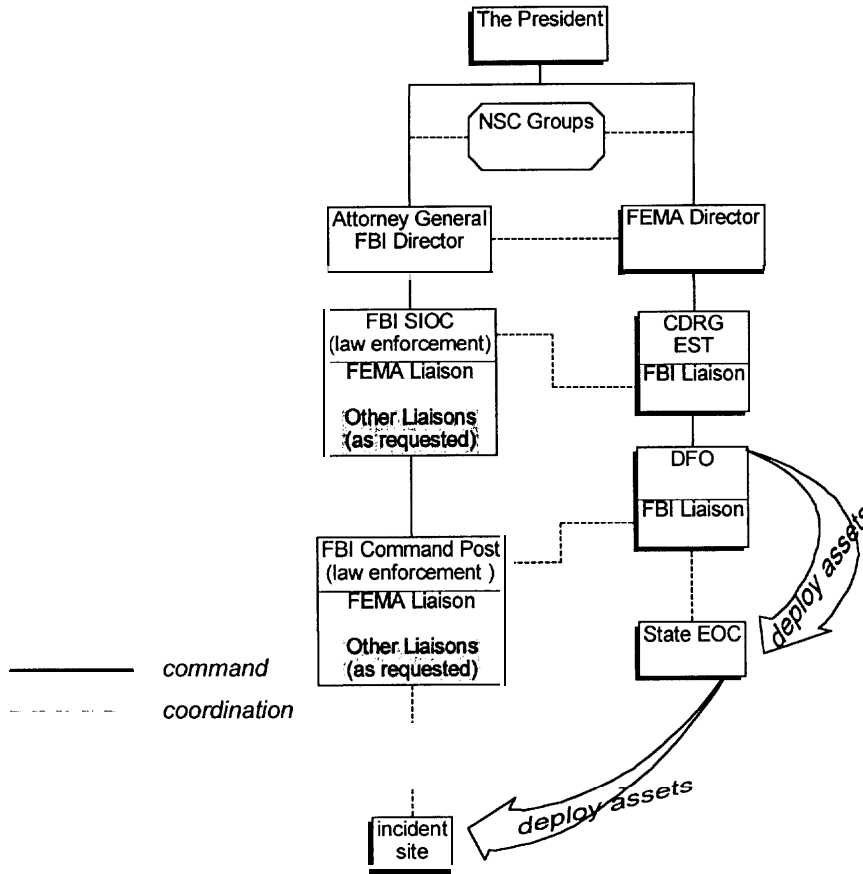 The President
NSC Groups
Attorney General
FBI Director
FEMA Director
FBI SIOC
(law enforcement)
FEMA Liaison
Other Liaisons
(as requested)
CDRG
EST
FBI Liaison
DFO
FBI Liaison
deploy assets
FBI Command Post
(law enforcement )
FEMA Liaison
Other Liaisons
(as requested)
State EOC
command
coordination
deploy assets
incident
site